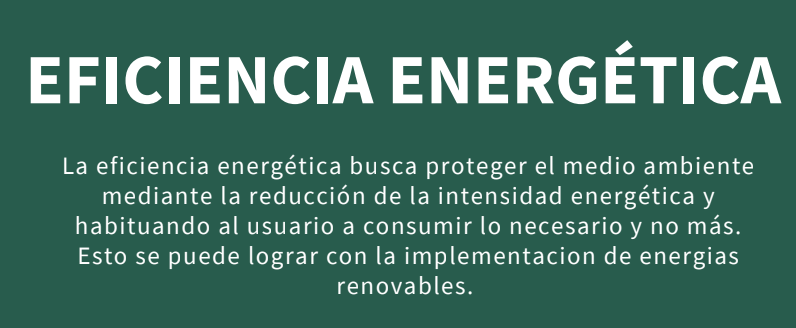 EFICIENCIA ENERGÉTICA
La eficiencia energética busca proteger el medio ambiente
mediante la reducción de la intensidad energética y
habituando al usuario a consumir lo necesario y no más.
Esto se puede lograr con la implementacion de energias
renovables.